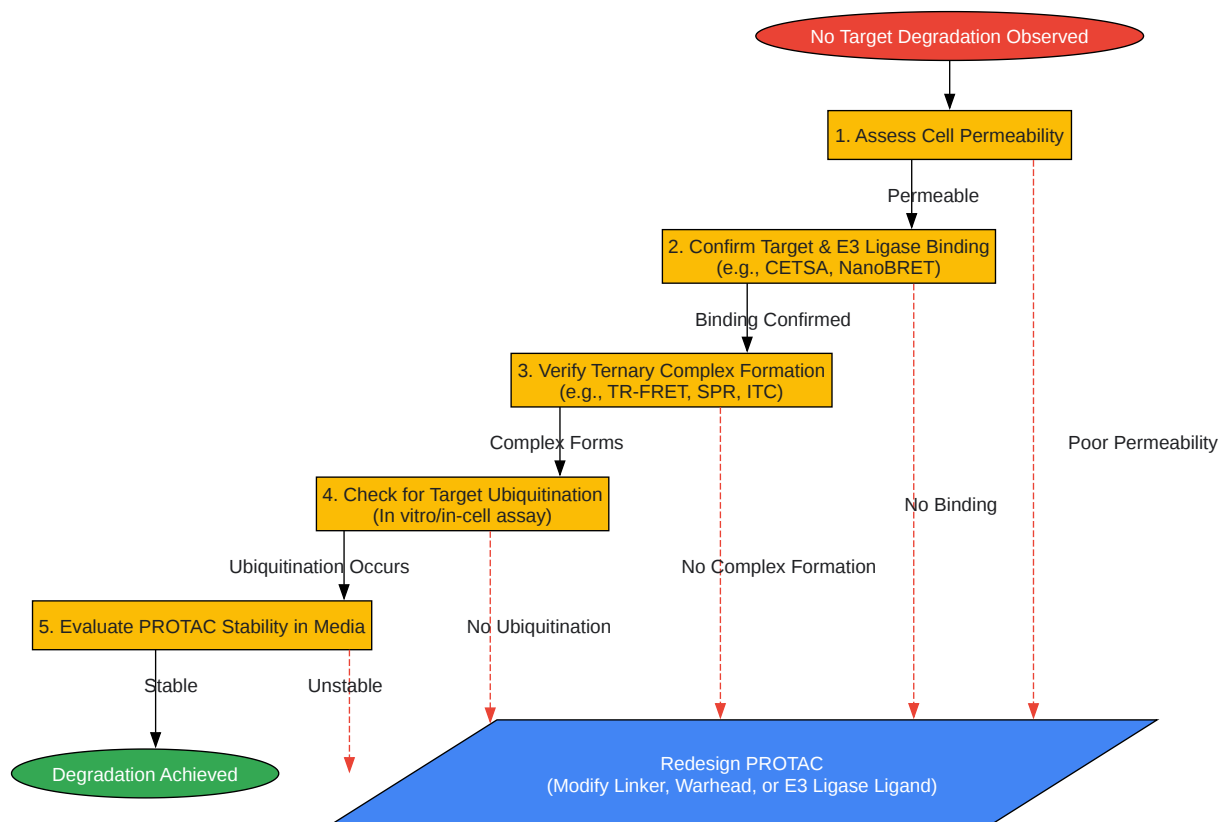 No Target Degradation Observed
1. Assess Cell Permeability
Permeable
2. Confirm Target & E3 Ligase Binding
(e.g., CETSA, NanoBRET)
Binding Confirmed
3. Verify Ternary Complex Formation
(e.g., TR-FRET, SPR, ITC)
Complex Forms
Poor Permeability
4. Check for Target Ubiquitination
(In vitro/in-cell assay)
No Binding
Ubiquitination Occurs
No Complex Formation
5. Evaluate PROTAC Stability in Media
No Ubiquitination
Stable
Unstable
Degradation Achieved
Redesign PROTAC
(Modify Linker, Warhead, or E3 Ligase Ligand)